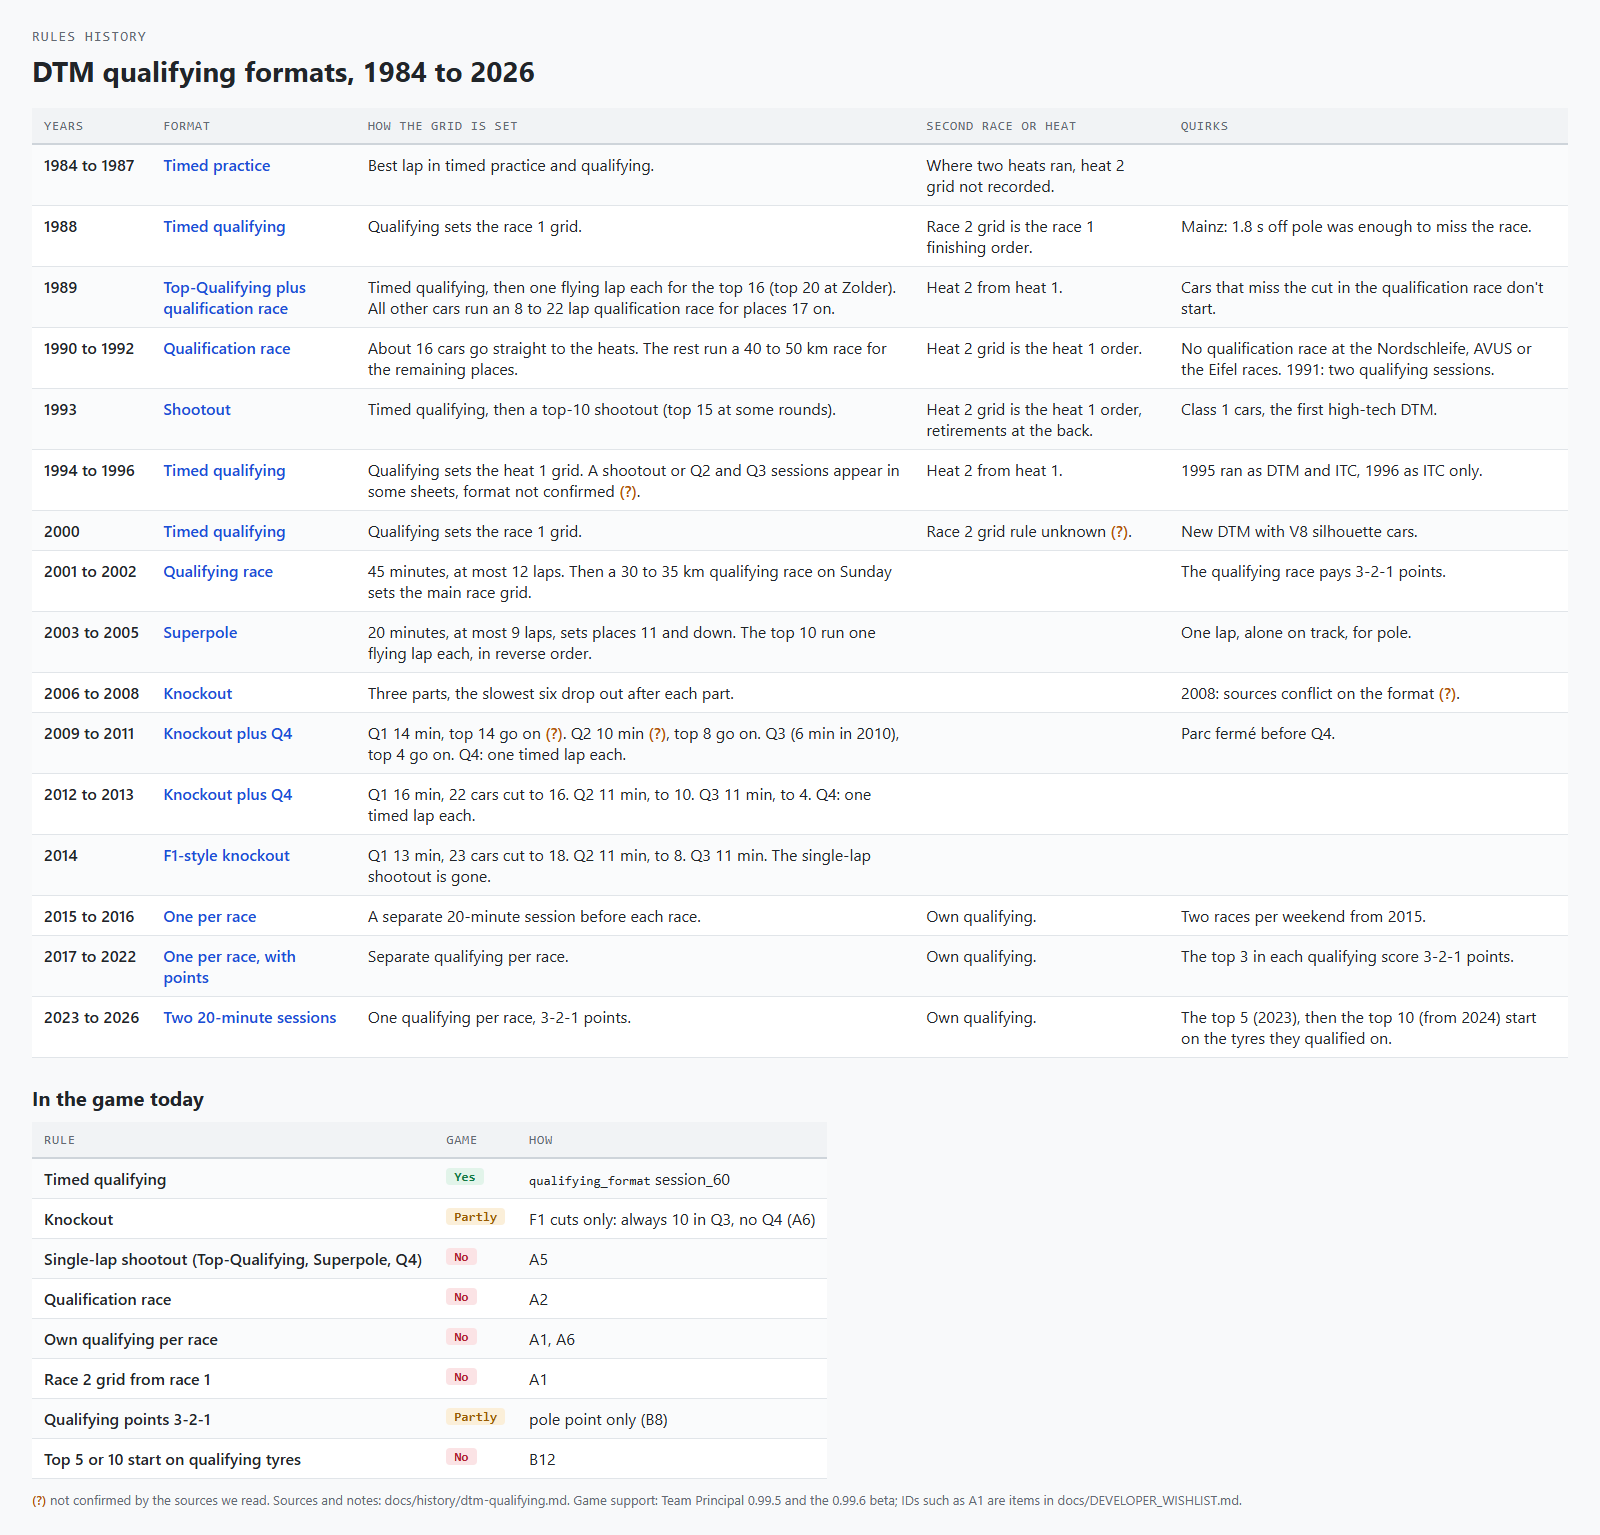 RULES HISTORY
DTM qualifying formats, 1984 to 2026
YEARS FORMAT HOW THE GRID IS SET SECOND RACE OR HEAT QUIRKS
1984 to 1987 Timed practice Best lap in timed practice and qualifying. Where two heats ran, heat 2
grid not recorded.
1988 Timed qualifying Qualifying sets the race 1 grid. Race 2 grid is the race 1 Mainz: 1.8 s off pole was enough to miss the race.
finishing order.
1989 Top-Qualifying plus Timed qualifying, then one flying lap each for the top 16 (top 20 at Zolder). Heat 2 from heat 1. Cars that miss the cut in the qualification race don't
qualification race All other cars run an 8 to 22 lap qualification race for places 17 on. start.
1990 to 1992 Qualification race About 16 cars go straight to the heats. The rest run a 40 to 50 km race for Heat 2 grid is the heat 1 order. No qualification race at the Nordschleife, AVUS or
the remaining places. the Eifel races. 1991: two qualifying sessions.
1993 Shootout Timed qualifying, then a top-10 shootout (top 15 at some rounds). Heat 2 grid is the heat 1 order, Class 1 cars, the first high-tech DTM.
retirements at the back.
1994 to 1996 Timed qualifying Qualifying sets the heat 1 grid. A shootout or Q2 and Q3 sessions appear in Heat 2 from heat 1. 1995 ran as DTM and ITC, 1996 as ITC only.
some sheets, format not confirmed (?).
2000 Timed qualifying Qualifying sets the race 1 grid. Race 2 grid rule unknown (?). New DTM with V8 silhouette cars.
2001 to 2002 Qualifying race 45 minutes, at most 12 laps. Then a 30 to 35 km qualifying race on Sunday The qualifying race pays 3-2-1 points.
sets the main race grid.
2003 to 2005 Superpole 20 minutes, at most 9 laps, sets places 11 and down. The top 10 run one One lap, alone on track, for pole.
flying lap each, in reverse order.
2006 to 2008 Knockout Three parts, the slowest six drop out after each part. 2008: sources conflict on the format (?).
2009 to 2011 Knockout plus Q4 Q1 14 min, top 14 go on (?). Q2 10 min (?), top 8 go on. Q3 (6 min in 2010), Parc fermé before Q4.
top 4 go on. Q4: one timed lap each.
2012 to 2013 Knockout plus Q4 Q1 16 min, 22 cars cut to 16. Q2 11 min, to 10. Q3 11 min, to 4. Q4: one
timed lap each.
2014 F1-style knockout Q1 13 min, 23 cars cut to 18. Q2 11 min, to 8. Q3 11 min. The single-lap
shootout is gone.
2015 to 2016 One per race A separate 20-minute session before each race. Own qualifying. Two races per weekend from 2015.
2017 to 2022 One per race, with Separate qualifying per race. Own qualifying. The top 3 in each qualifying score 3-2-1 points.
points
2023 to 2026 Two 20-minute sessions One qualifying per race, 3-2-1 points. Own qualifying. The top 5 (2023), then the top 10 (from 2024) start
on the tyres they qualified on.
In the game today
RULE GAME HOW
Timed qualifying Yes qualifying_format session_60
Knockout Partly F1 cuts only: always 10 in Q3, no Q4 (A6)
Single-lap shootout (Top-Qualifying, Superpole, Q4) No A5
Qualification race No A2
Own qualifying per race No A1, A6
Race 2 grid from race 1 No A1
Qualifying points 3-2-1 Partly pole point only (B8)
Top 5 or 10 start on qualifying tyres No B12
(?) not confirmed by the sources we read. Sources and notes: docs/history/dtm-qualifying.md. Game support: Team Principal 0.99.5 and the 0.99.6 beta; IDs such as A1 are items in docs/DEVELOPER_WISHLIST.md.